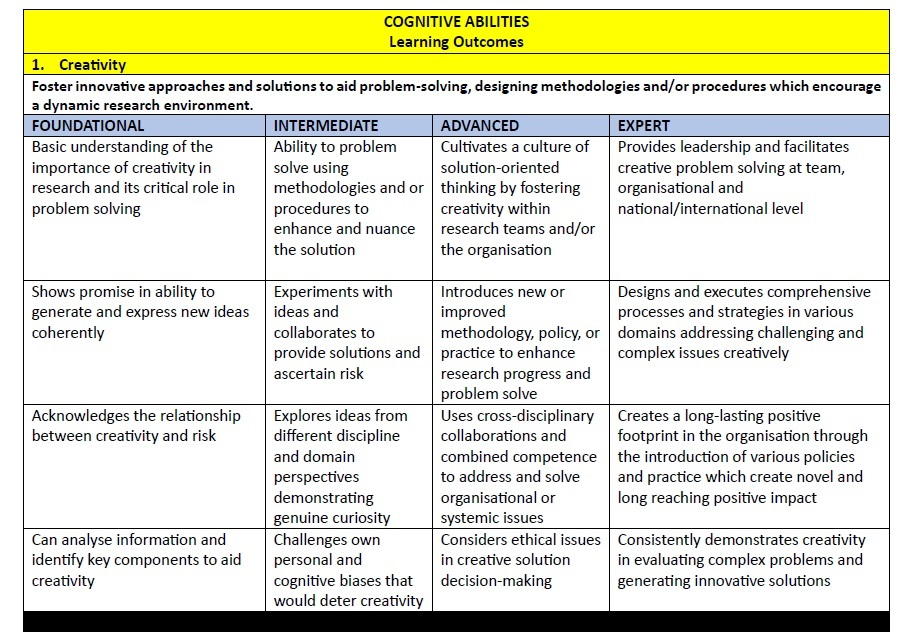 COGNITIVE ABILITIES
Learning Outcomes
1. Creativity
Foster innovative approaches and solutions to aid problem-solving, designing methodologies and/or procedures which encourage
a dynamic research environment.
FOUNDATIONAL
INTERMEDIATE
ADVANCED
EXPERT
Basic understanding of the
importance of creativity in
research and its critical role in
problem solving
Ability to problem
solve using
methodologies and or
procedures to
enhance and nuance
the solution
Cultivates a culture of
solution-oriented
thinking by fostering
creativity within
research teams and/or
the organisation
Provides leadership and facilitates
creative problem solving at team,
organisational and
national/international level
Shows promise in ability to
generate and express new ideas
coherently
Experiments with
ideas and
collaborates to
provide solutions and
ascertain risk
Introduces new or
improved
methodology, policy, or
practice to enhance
research progress and
problem solve
Designs and executes comprehensive
processes and strategies in various
domains addressing challenging and
complex issues creatively
Acknowledges the relationship
between creativity and risk
Explores ideas from
different discipline
and domain
perspectives
demonstrating
genuine curiosity
Uses cross-disciplinary
collaborations and
combined competence
to address and solve
organisational or
systemic issues
Creates a long-lasting positive
footprint in the organisation through
the introduction of various policies
and practice which create novel and
long reaching positive impact
Can analyse information and
identify key components to aid
creativity
Challenges own
personal and
cognitive biases that
would deter creativity
Considers ethical issues
in creative solution
decision-making
Consistently demonstrates creativity
in evaluating complex problems and
generating innovative solutions